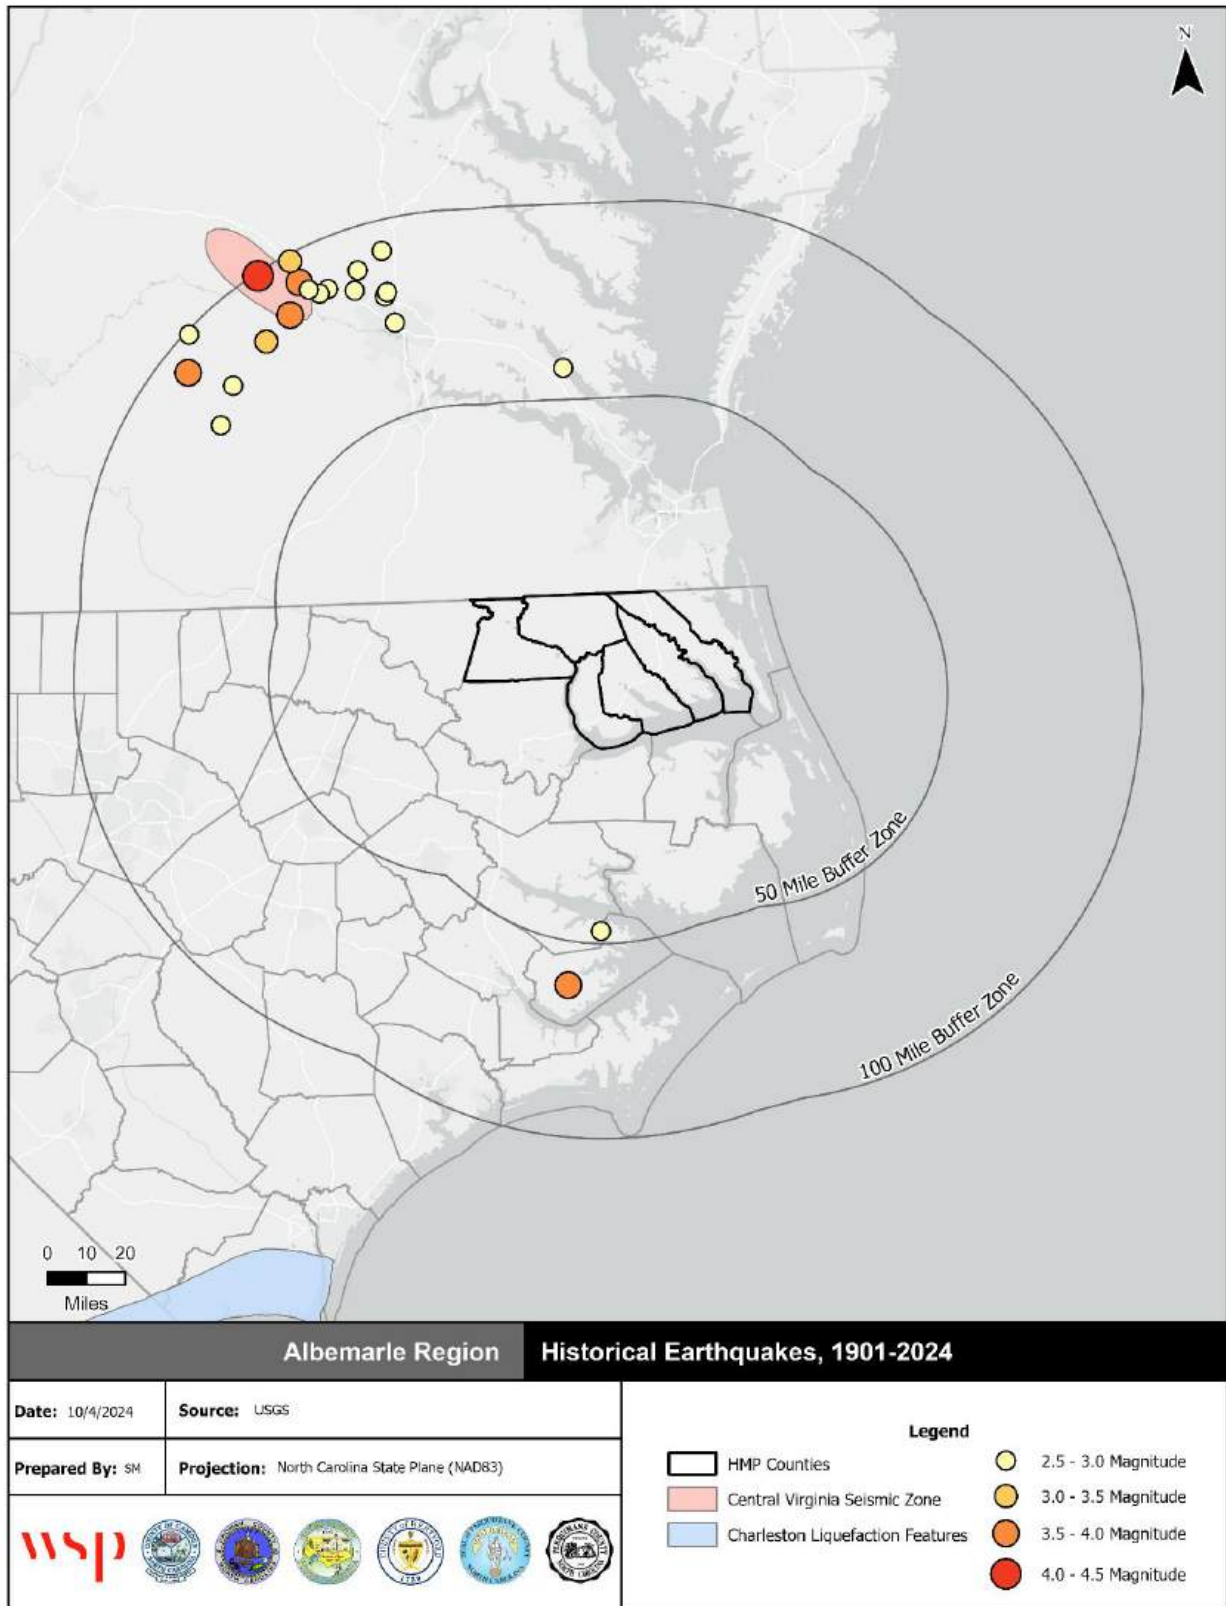 N
50 Mile Buffer Zone
100 Mile Buffer Zone
0 10 20
Miles
Albemarle Region Historical Earthquakes, 1901-2024
Date: 10/4/2024
Source: USGS
Prepared By: SM
Projection: North Carolina State Plane (NAD83)
wsp
Legend
HMP Counties
Central Virginia Seismic Zone
Charleston Liquefaction Features
2.5 - 3.0 Magnitude
3.0 - 3.5 Magnitude
3.5 - 4.0 Magnitude
4.0 - 4.5 Magnitude